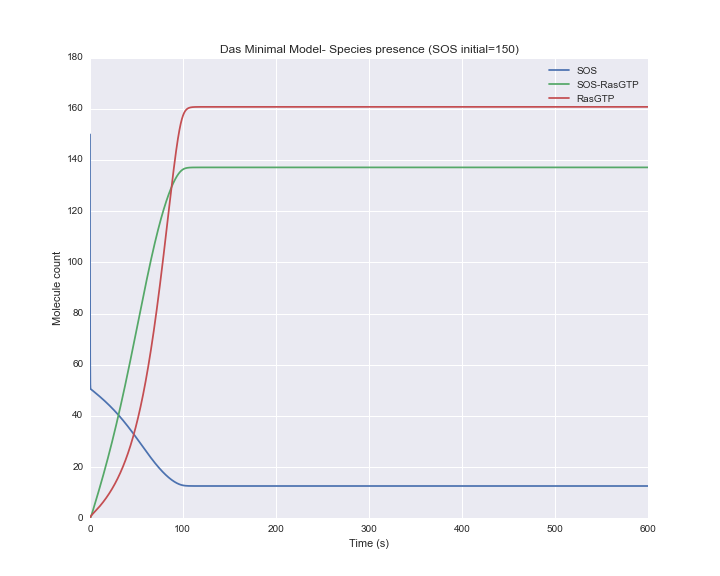 Das Minimal Model- Species presence (SOS initial=150)
180
160
140
120
100
80
60
40
20
0
Molecule count
SOS
SOS-RasGTP
RasGTP
0 100 200 300 400 500 600
Time (s)